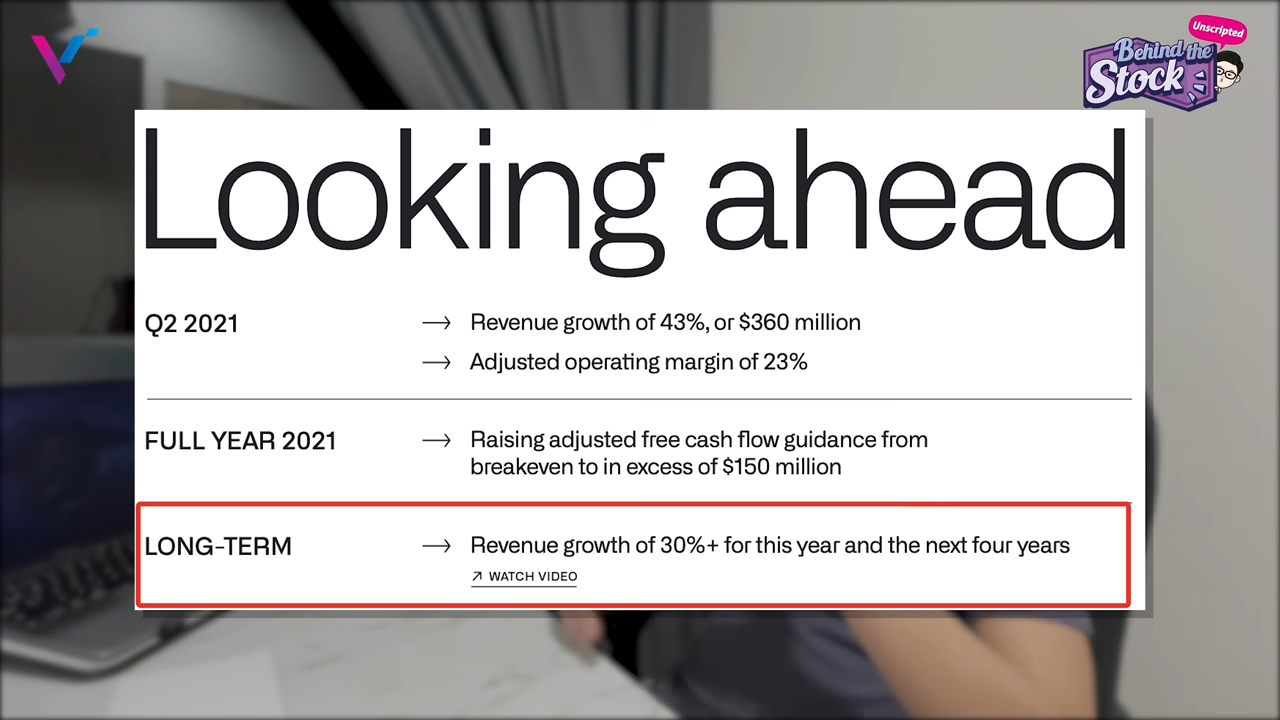 Unscripted
Behind the
Stock
Looking ahead
Q2 2021 → Revenue growth of 43%, or $360 million
→ Adjusted operating margin of 23%
FULL YEAR 2021 → Raising adjusted free cash flow guidance from
breakeven to in excess of $150 million
LONG-TERM → Revenue growth of 30%+ for this year and the next four years
↗ WATCH VIDEO